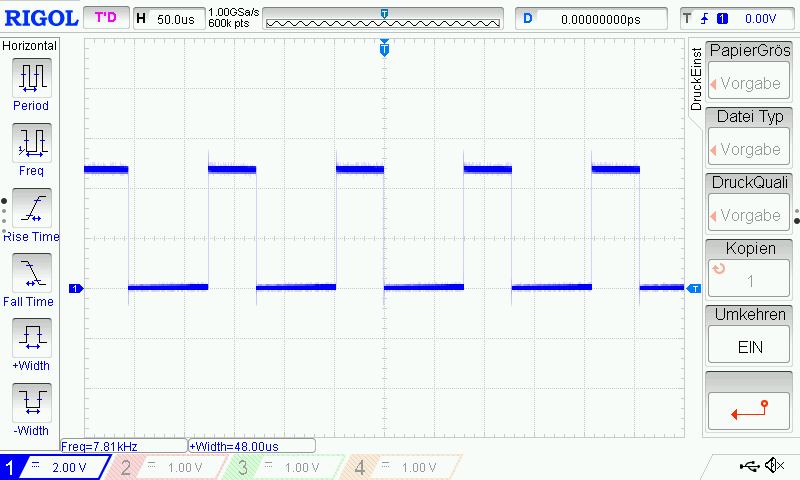 RIGOL T'D H 50.0us 1.00GSa/s 600k pts T D 0.00000000ps T 1 0.00V
Horizontal
Period
Freq
Rise Time
Fall Time
+Width
-Width
T
1
T
DruckEinst
PapierGrös
Vorgabe
Datei Typ
Vorgabe
DruckQuali
Vorgabe
Kopien
1
Umkehren
EIN
Freq=7.81kHz +Width=48.00us
1 2.00 V 2 1.00 V 3 1.00 V 4 1.00 V